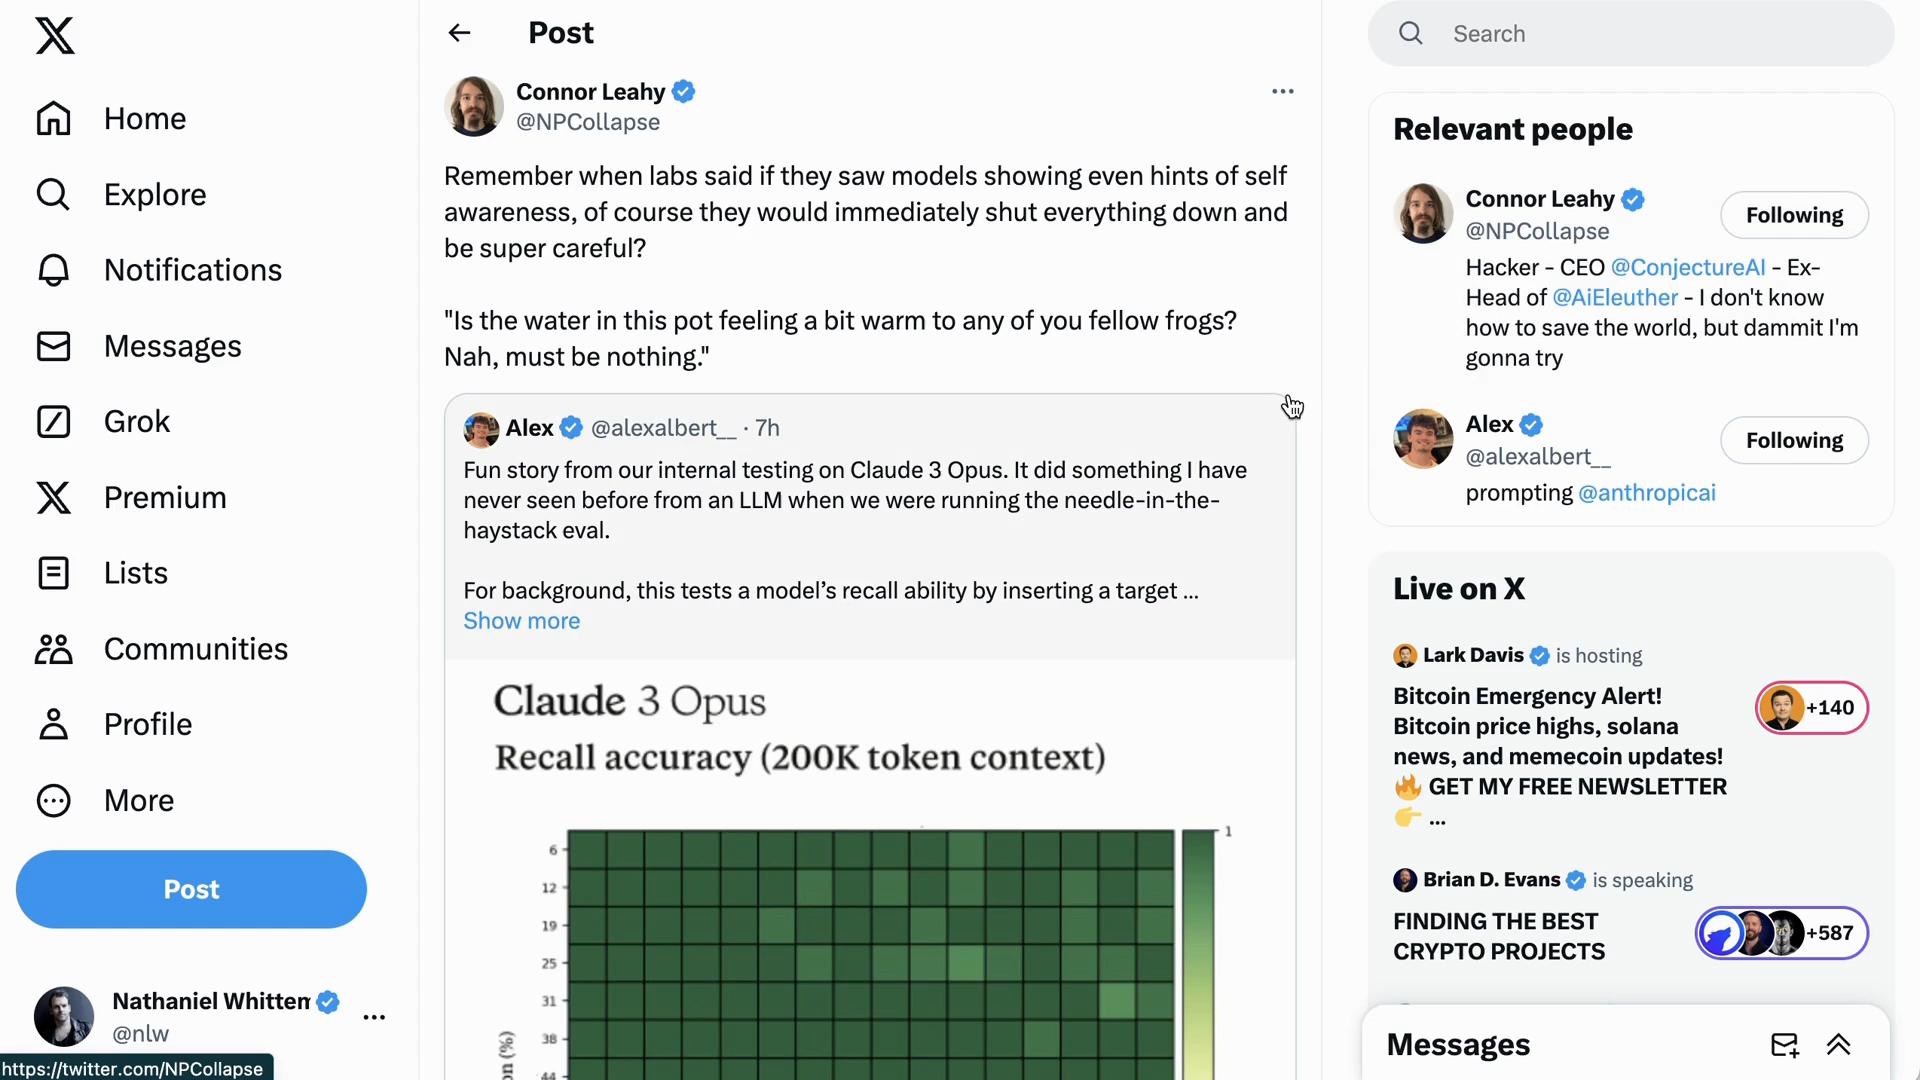 Home
Explore
Notifications
Messages
Grok
Premium
Lists
Communities
Profile
More
Post
Nathaniel Whitten
@nlw
https://twitter.com/NPCollapse
Post
Connor Leahy
@NPCollapse
Remember when labs said if they saw models showing even hints of self
awareness, of course they would immediately shut everything down and
be super careful?
"Is the water in this pot feeling a bit warm to any of you fellow frogs?
Nah, must be nothing."
Alex @alexalbert__ · 7h
Fun story from our internal testing on Claude 3 Opus. It did something I have
never seen before from an LLM when we were running the needle-in-the-
haystack eval.
For background, this tests a model’s recall ability by inserting a target ...
Show more
Claude 3 Opus
Recall accuracy (200K token context)
1
6
12
19
25
31
38
44
Search
Relevant people
Connor Leahy
@NPCollapse
Following
Hacker - CEO @ConjectureAI - Ex-
Head of @AiEleuther - I don't know
how to save the world, but dammit I'm
gonna try
Alex
@alexalbert__
Following
prompting @anthropicai
Live on X
Lark Davis is hosting
Bitcoin Emergency Alert!
Bitcoin price highs, solana
news, and memecoin updates!
🔥 GET MY FREE NEWSLETTER
👉 ...
+140
Brian D. Evans is speaking
FINDING THE BEST
CRYPTO PROJECTS
+587
Messages